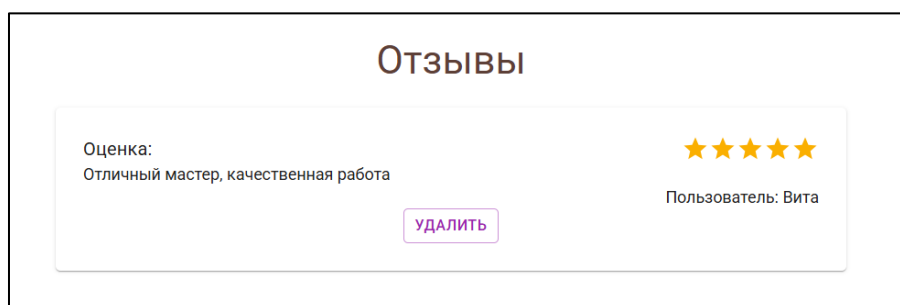 Отзывы
Оценка:
Отличный мастер, качественная работа
Пользователь: Вита
УДАЛИТЬ